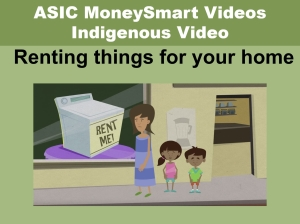 ASIC MoneySmart Videos
Indigenous Video
Renting things for your home
RENT
ME!